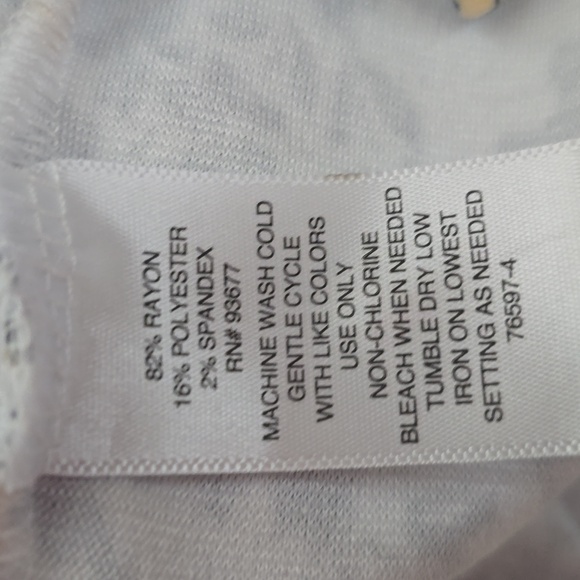 82% RAYON
16% POLYESTER
2% SPANDEX
RN# 93677
MACHINE WASH COLD
GENTLE CYCLE
WITH LIKE COLORS
USE ONLY
NON-CHLORINE
BLEACH WHEN NEEDED
TUMBLE DRY LOW
IRON ON LOWEST
SETTING AS NEEDED
76597-4